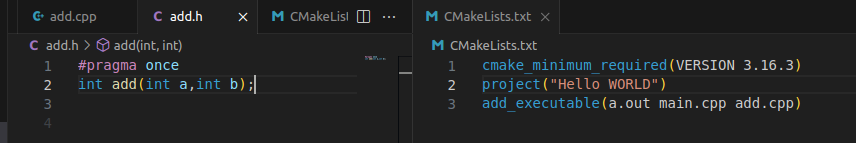 add.cpp
add.h
CMakeLis
add.h > add(int, int)
1 #pragma once
2 int add(int a,int b);
3
4
CMakeLists.txt
CMakeLists.txt
1 cmake_minimum_required(VERSION 3.16.3)
2 project("Hello WORLD")
3 add_executable(a.out main.cpp add.cpp)